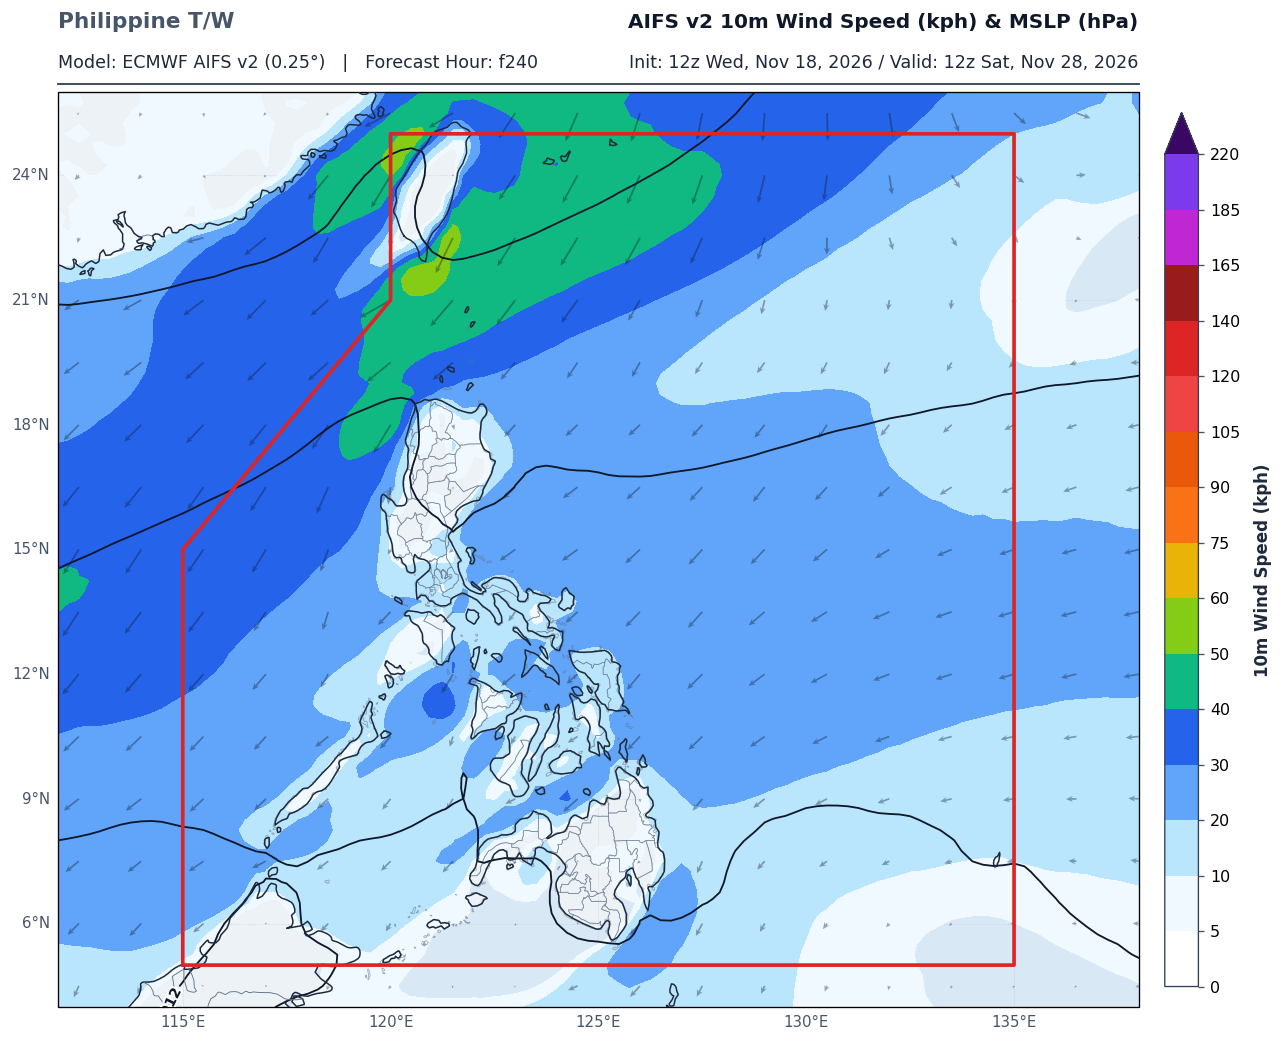 Philippine T/W
AIFS v2 10m Wind Speed (kph) & MSLP (hPa)
Model: ECMWF AIFS v2 (0.25°) | Forecast Hour: f240
Init: 12z Wed, Nov 18, 2026 / Valid: 12z Sat, Nov 28, 2026
24°N
21°N
18°N
15°N
12°N
9°N
6°N
115°E
120°E
125°E
130°E
135°E
220
185
165
140
120
105
90
75
60
50
40
30
20
10
5
0
10m Wind Speed (kph)